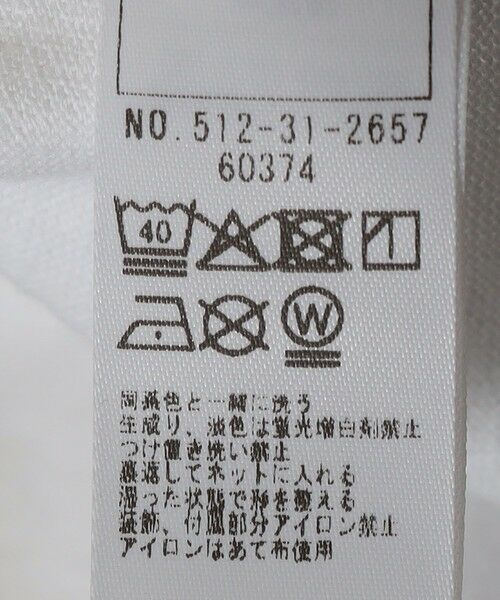 NO.512-31-2657
60374
40
W
同系色と一緒に洗う
生成り、淡色は蛍光増白剤禁止
つけ置き洗い禁止
裏返してネットに入れる
湿った状態で形を整える
装飾、付属部分アイロン禁止
アイロンはあて布使用